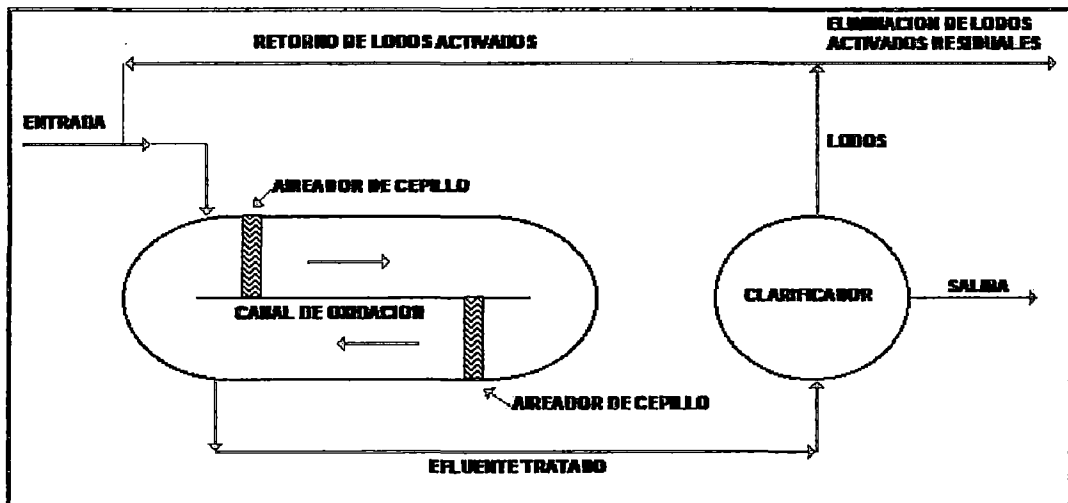 RETORNO DE LODOS ACTIVADOS
ELIMINACION DE LODOS
ACTIVADOS RESIDUALES
ENTRADA
LODOS
AIREADOR DE CEPILLO
CLARIFICADOR
SALIDA
CANAL DE OXIDACION
AIREADOR DE CEPILLO
EFLUENTE TRATADO